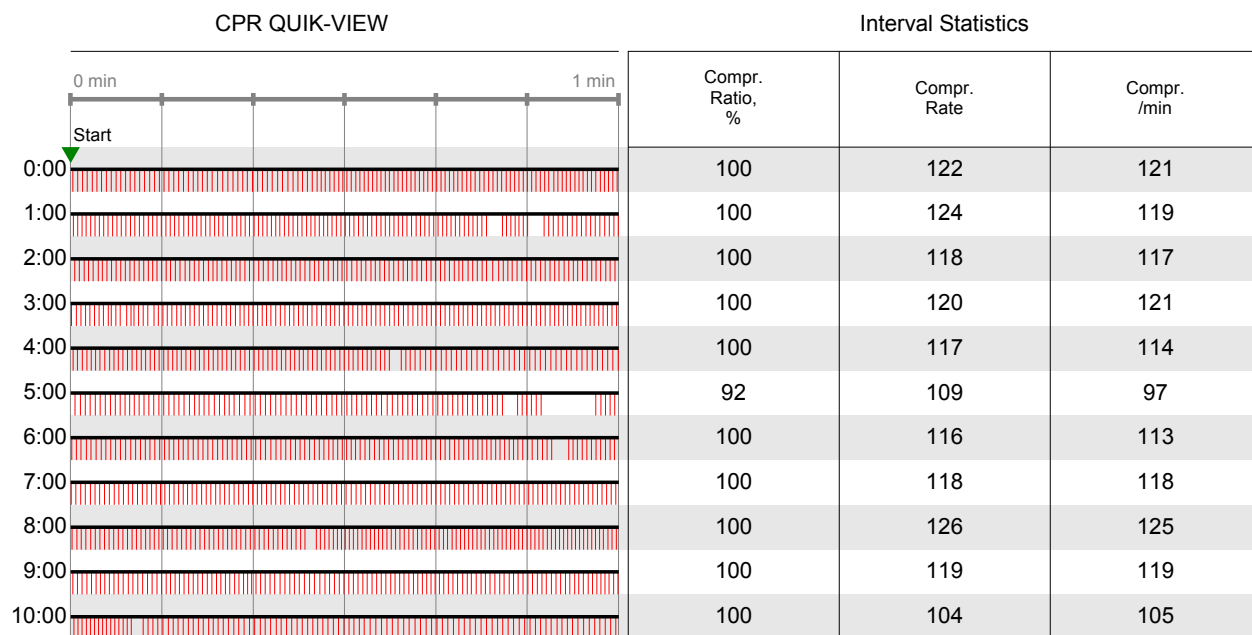 CPR QUIK-VIEW
Interval Statistics
0 min 1 min
Compr.
Ratio,
%
Compr.
Rate
Compr.
/min
Start
0:00 100 122 121
1:00 100 124 119
2:00 100 118 117
3:00 100 120 121
4:00 100 117 114
5:00 92 109 97
6:00 100 116 113
7:00 100 118 118
8:00 100 126 125
9:00 100 119 119
10:00 100 104 105